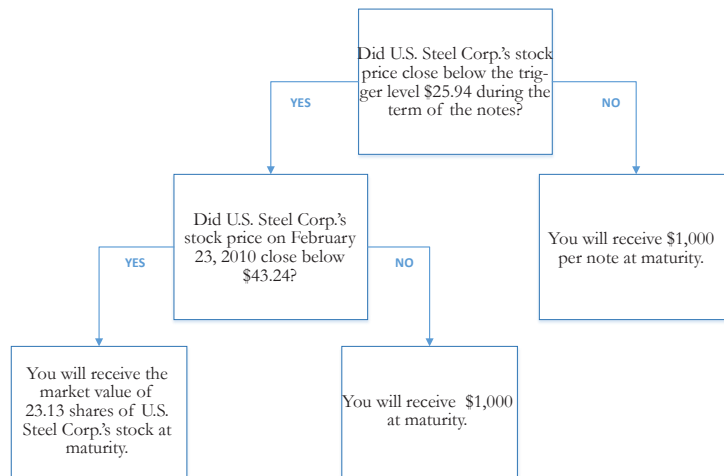 Did U.S. Steel Corp.'s stock
price close below the trig-
ger level $25.94 during the
term of the notes?
YES
NO
Did U.S. Steel Corp.'s
stock price on February
23, 2010 close below
$43.24?
You will receive $1,000
per note at maturity.
YES
NO
You will receive the
market value of
23.13 shares of U.S.
Steel Corp.'s stock at
maturity.
You will receive $1,000
at maturity.